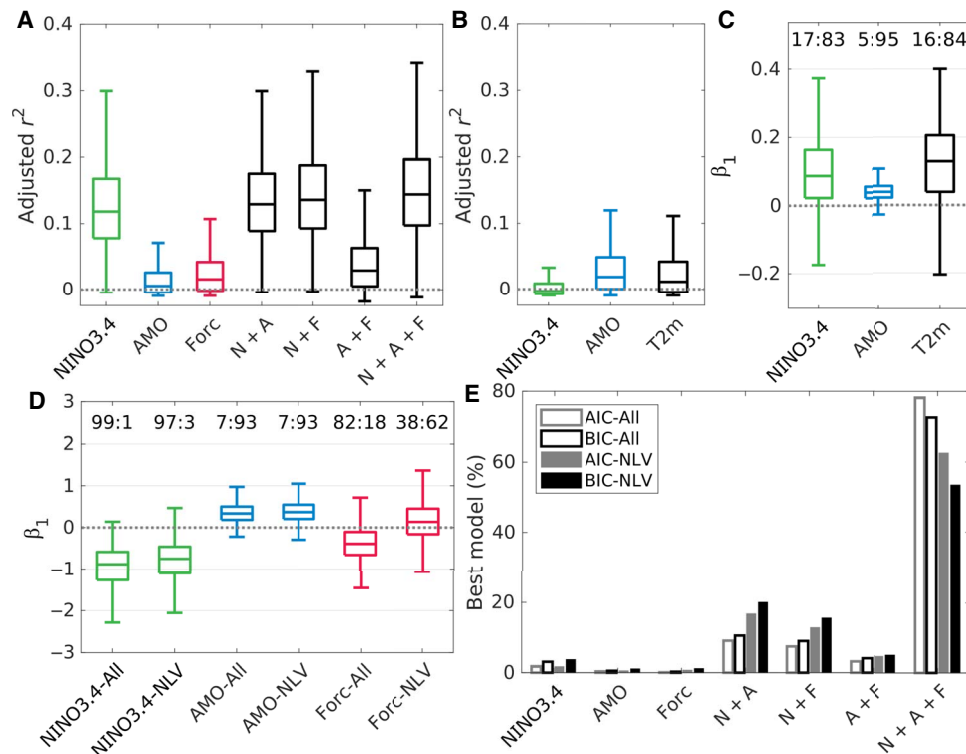 A
Adjusted r²
0.4
0.3
0.2
0.1
0
NINO3.4
AMO
Forc
N + A
N + F
A + F
N + A + F
B
Adjusted r²
0.4
0.3
0.2
0.1
0
NINO3.4
AMO
T2m
C
17:83 5:95 16:84
β₁
0.4
0.2
0
−0.2
NINO3.4
AMO
T2m
D
99:1 97:3 7:93 7:93 82:18 38:62
β₁
3
2
1
0
−1
−2
−3
NINO3.4-All
NINO3.4-NLV
AMO-All
AMO-NLV
Forc-All
Forc-NLV
E
AIC-All
BIC-All
AIC-NLV
BIC-NLV
Best model (%)
80
60
40
20
0
NINO3.4
AMO
Forc
N + A
N + F
A + F
N + A + F